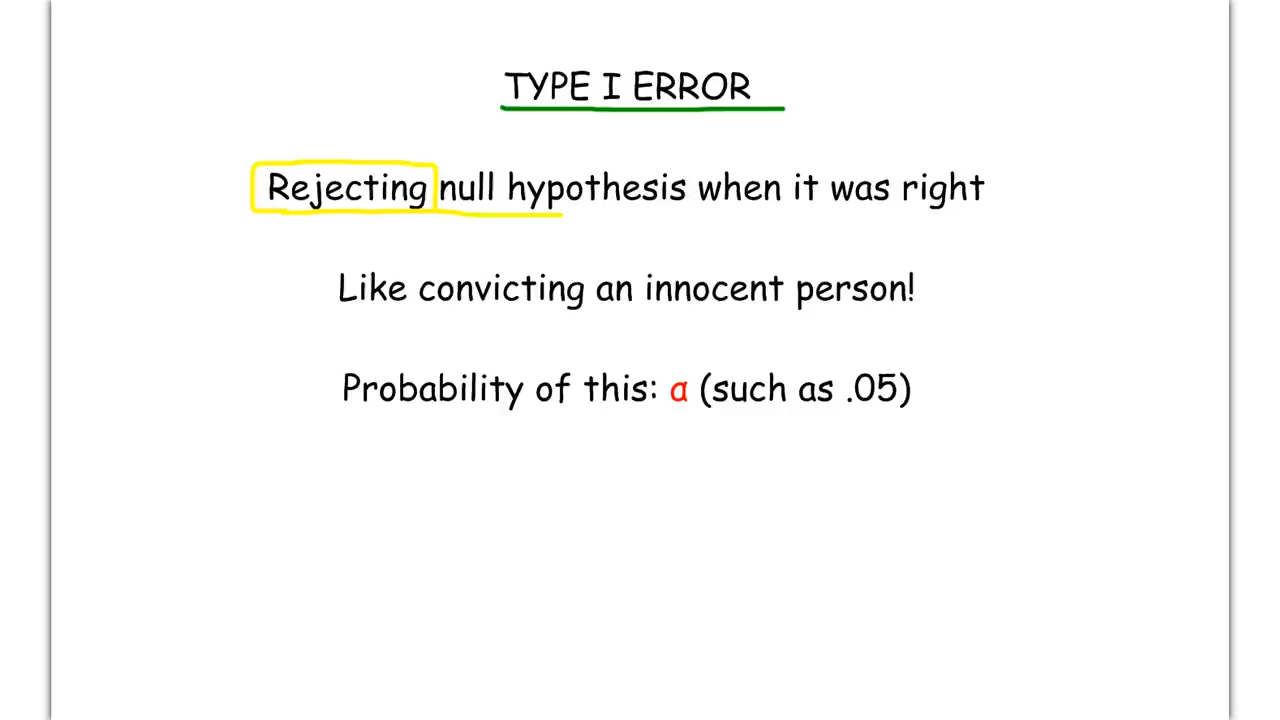 TYPE I ERROR
Rejecting null hypothesis when it was right
Like convicting an innocent person!
Probability of this: α (such as .05)